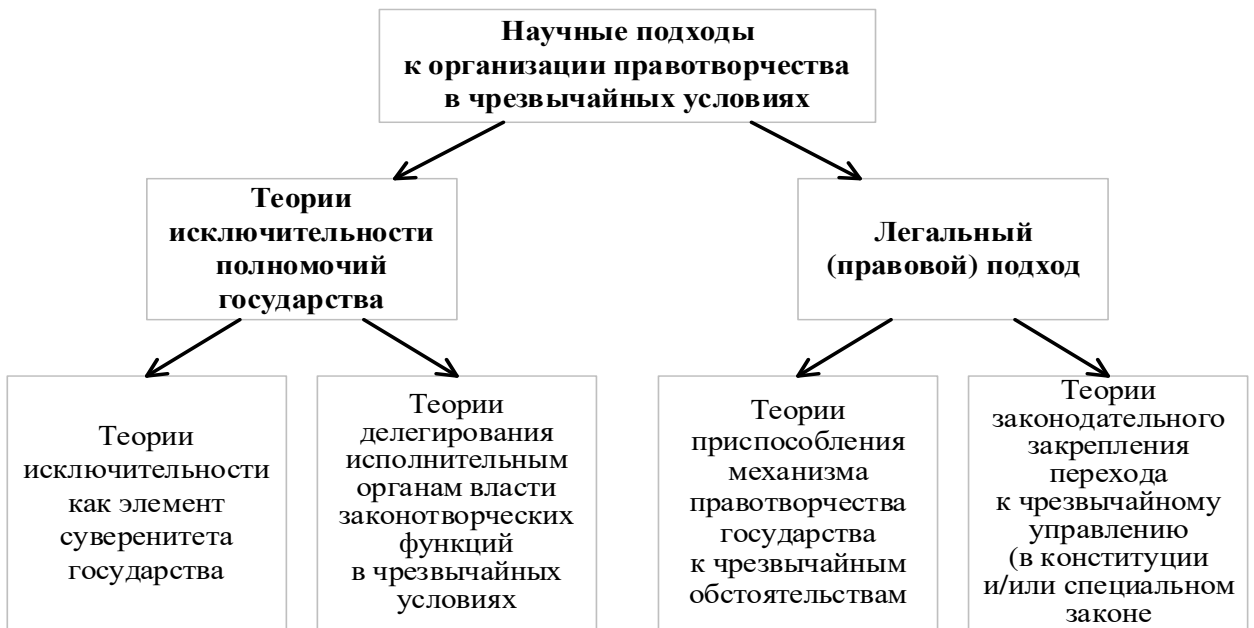 Научные подходы
к организации правотворчества
в чрезвычайных условиях
Теории
исключительности
полномочий
государства
Легальный
(правовой) подход
Теории
исключительности
как элемент
суверенитета
государства
Теории
делегирования
исполнительным
органам власти
законотворческих
функций
в чрезвычайных
условиях
Теории
приспособления
механизма
правотворчества
государства
к чрезвычайным
обстоятельствам
Теории
законодательного
закрепления
перехода
к чрезвычайному
управлению
(в конституции
и/или специальном
законе